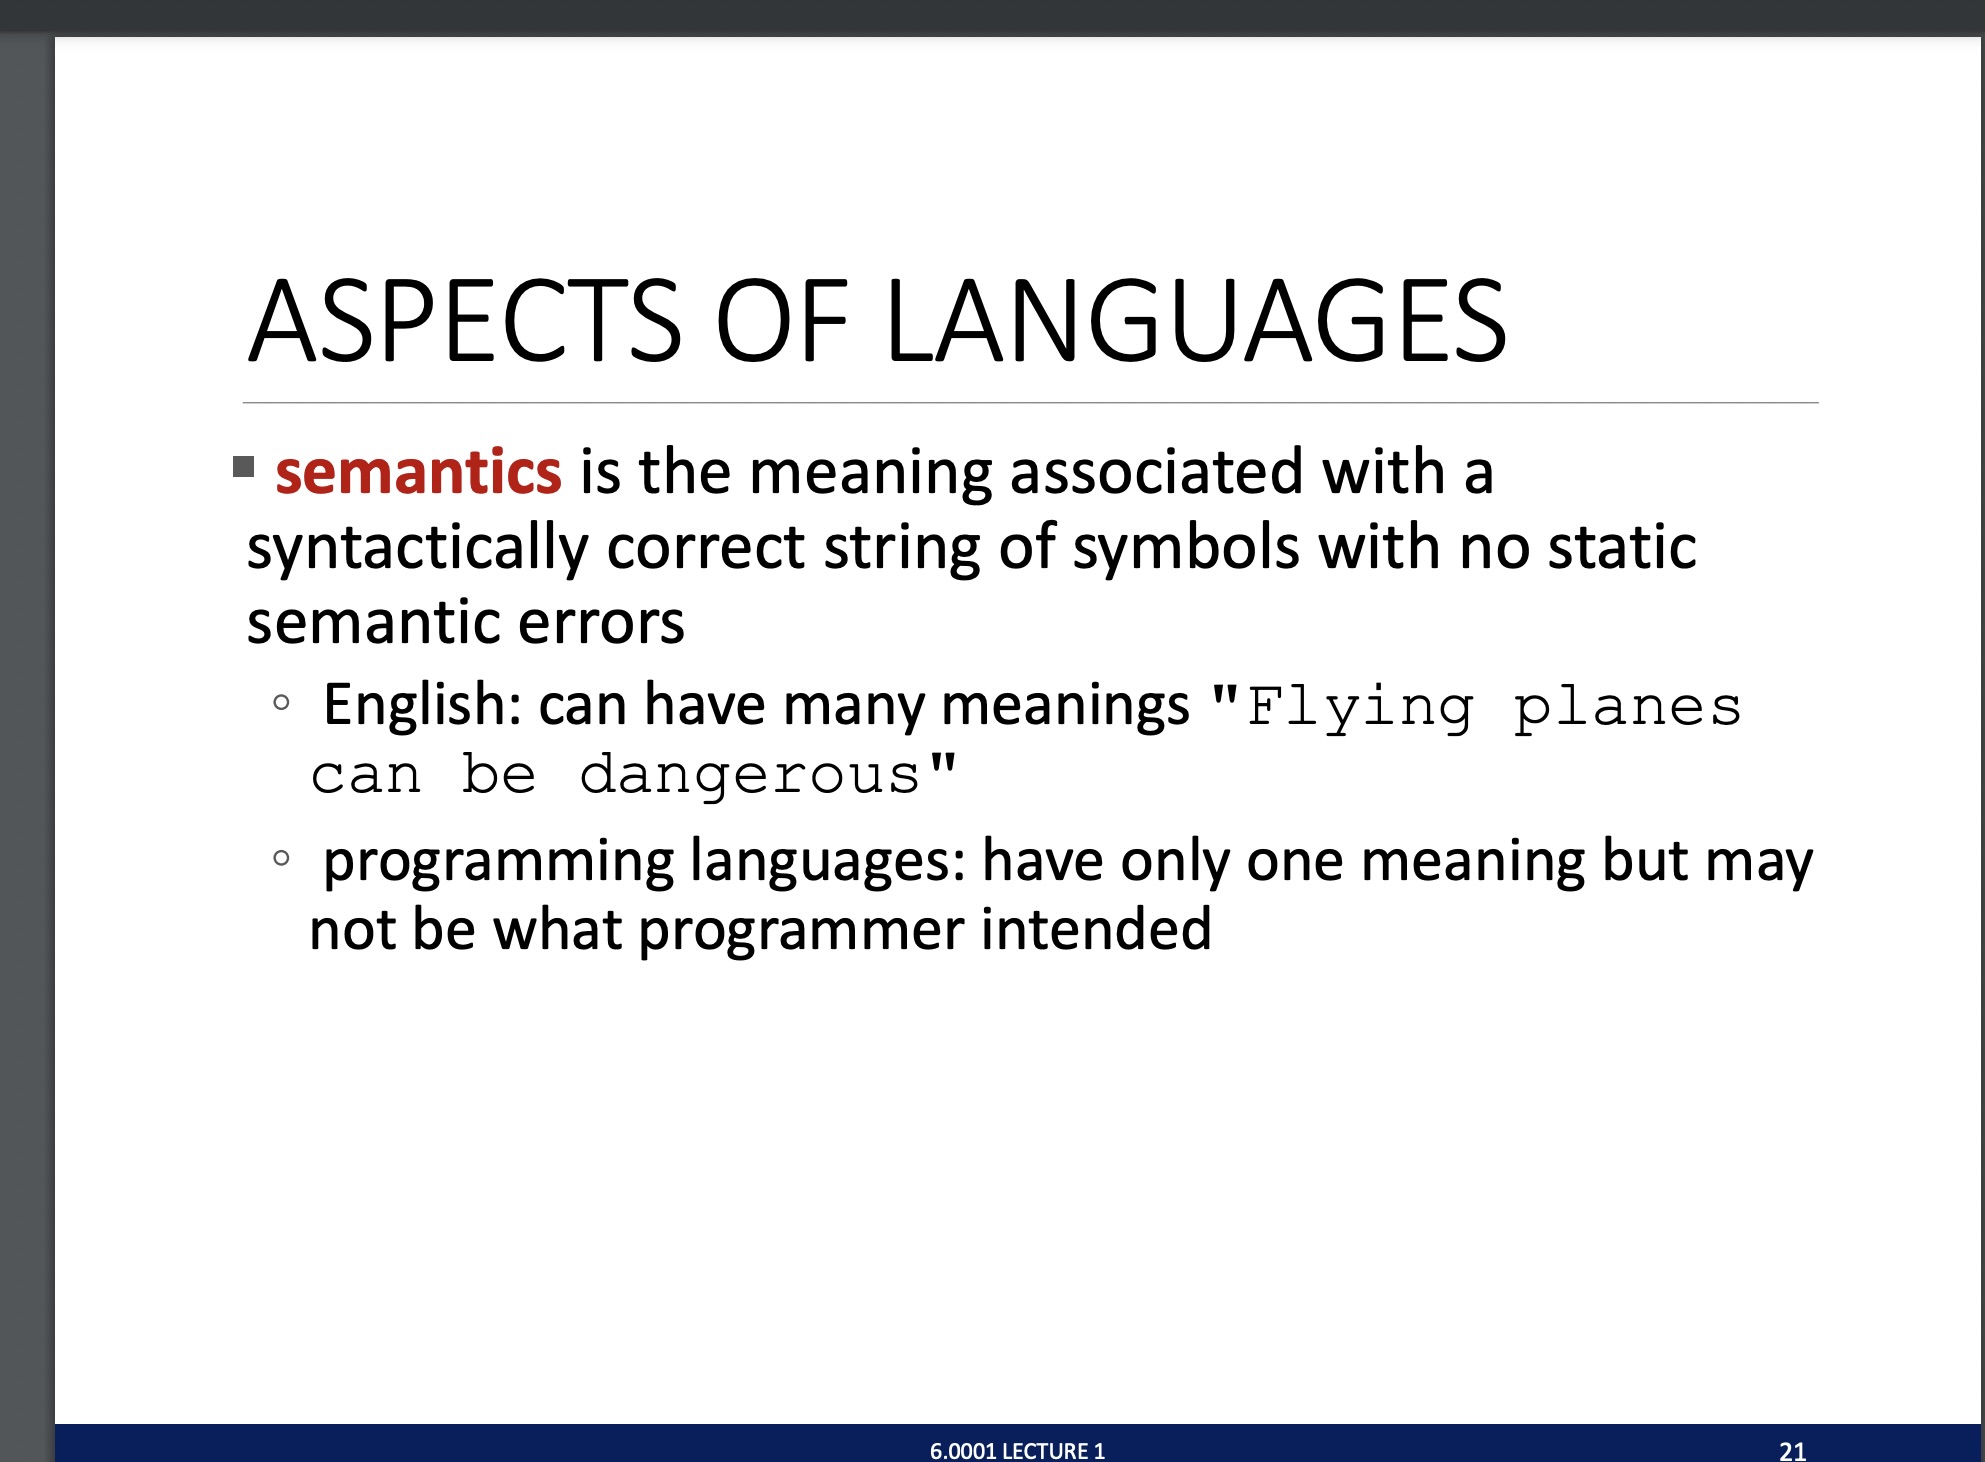 ASPECTS OF LANGUAGES
▪ semantics is the meaning associated with a
syntactically correct string of symbols with no static
semantic errors
◦ English: can have many meanings "Flying planes
can be dangerous"
◦ programming languages: have only one meaning but may
not be what programmer intended
6.0001 LECTURE 1
21